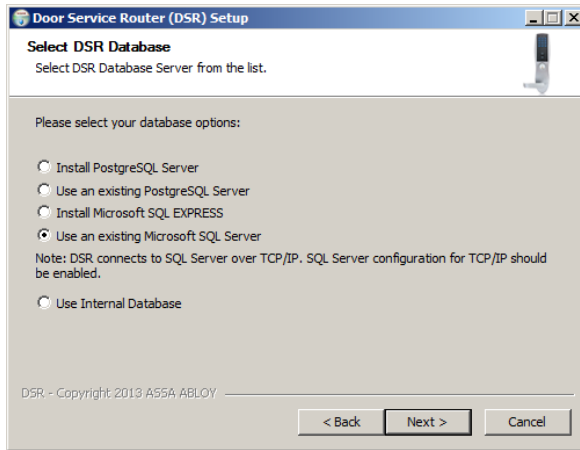 Door Service Router (DSR) Setup
Select DSR Database
Select DSR Database Server from the list.
Please select your database options:
Install PostgreSQL Server
Use an existing PostgreSQL Server
Install Microsoft SQL EXPRESS
Use an existing Microsoft SQL Server
Note: DSR connects to SQL Server over TCP/IP. SQL Server configuration for TCP/IP should
be enabled.
Use Internal Database
DSR - Copyright 2013 ASSA ABLOY
< Back Next > Cancel